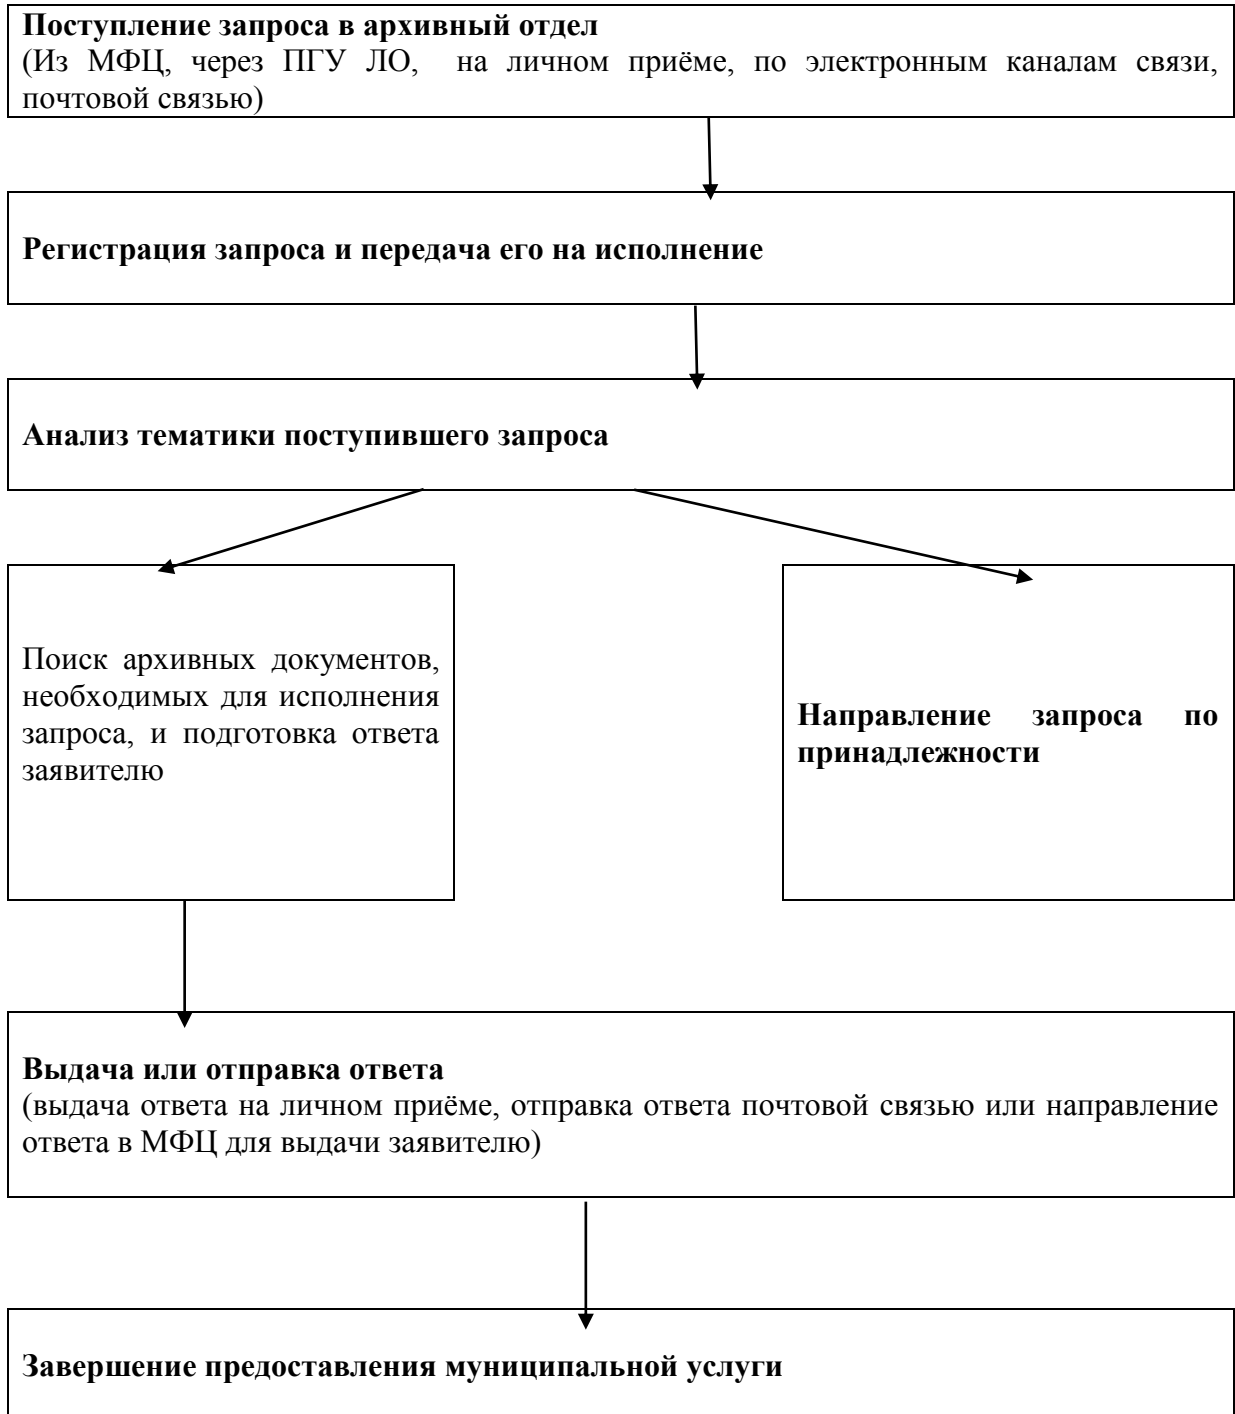 Поступление запроса в архивный отдел
(Из МФЦ, через ПГУ ЛО, на личном приёме, по электронным каналам связи,
почтовой связью)
Регистрация запроса и передача его на исполнение
Анализ тематики поступившего запроса
Поиск архивных документов,
необходимых для исполнения
запроса, и подготовка ответа
заявителю
Направление запроса по
принадлежности
Выдача или отправка ответа
(выдача ответа на личном приёме, отправка ответа почтовой связью или направление
ответа в МФЦ для выдачи заявителю)
Завершение предоставления муниципальной услуги